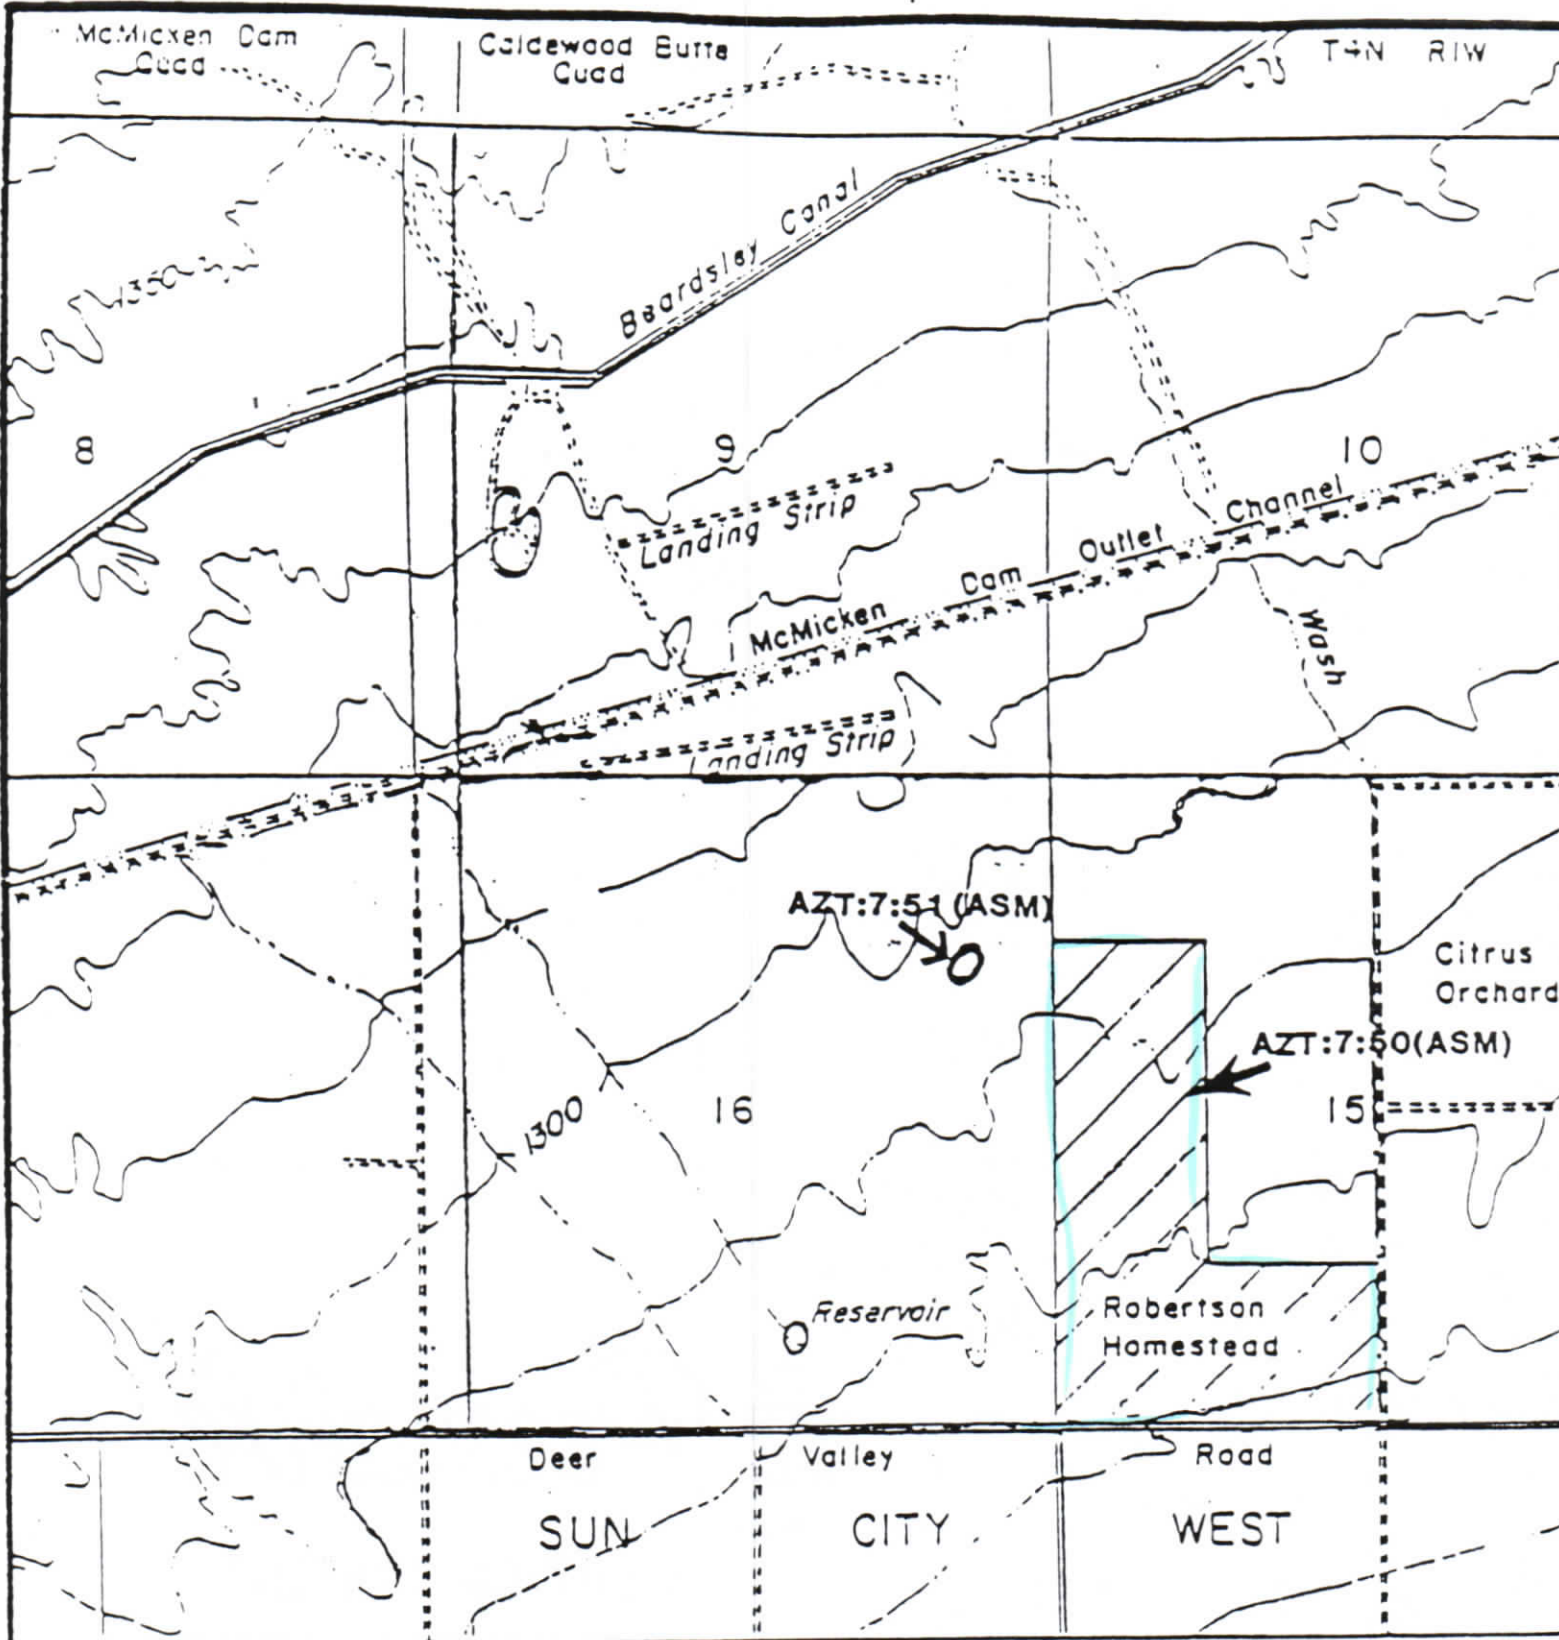 McMicken Dam
Quad
Caldewood Butte
Quad
T4N R1W
Beardsley Canal
1350
8
9
10
Landing Strip
McMicken Dam Outlet Channel
Wash
Landing Strip
AZT:7:51(ASM)
Citrus
Orchard
AZT:7:50(ASM)
1300
16
15
Reservoir
Robertson
Homestead
Deer Valley Road
SUN CITY WEST